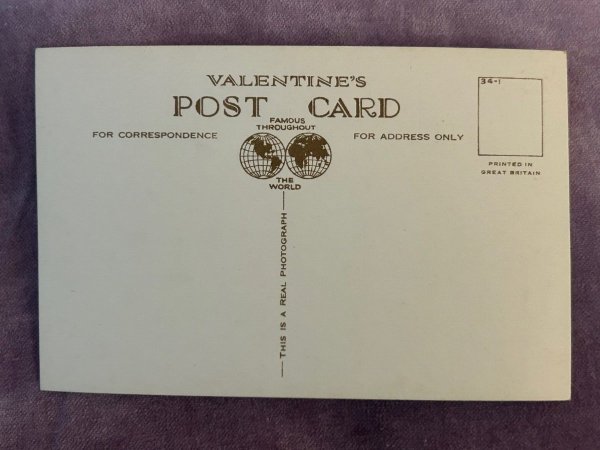 VALENTINE'S
POST CARD
FAMOUS
THROUGHOUT
THE
WORLD
FOR CORRESPONDENCE
FOR ADDRESS ONLY
34-1
PRINTED IN
GREAT BRITAIN
THIS IS A REAL PHOTOGRAPH